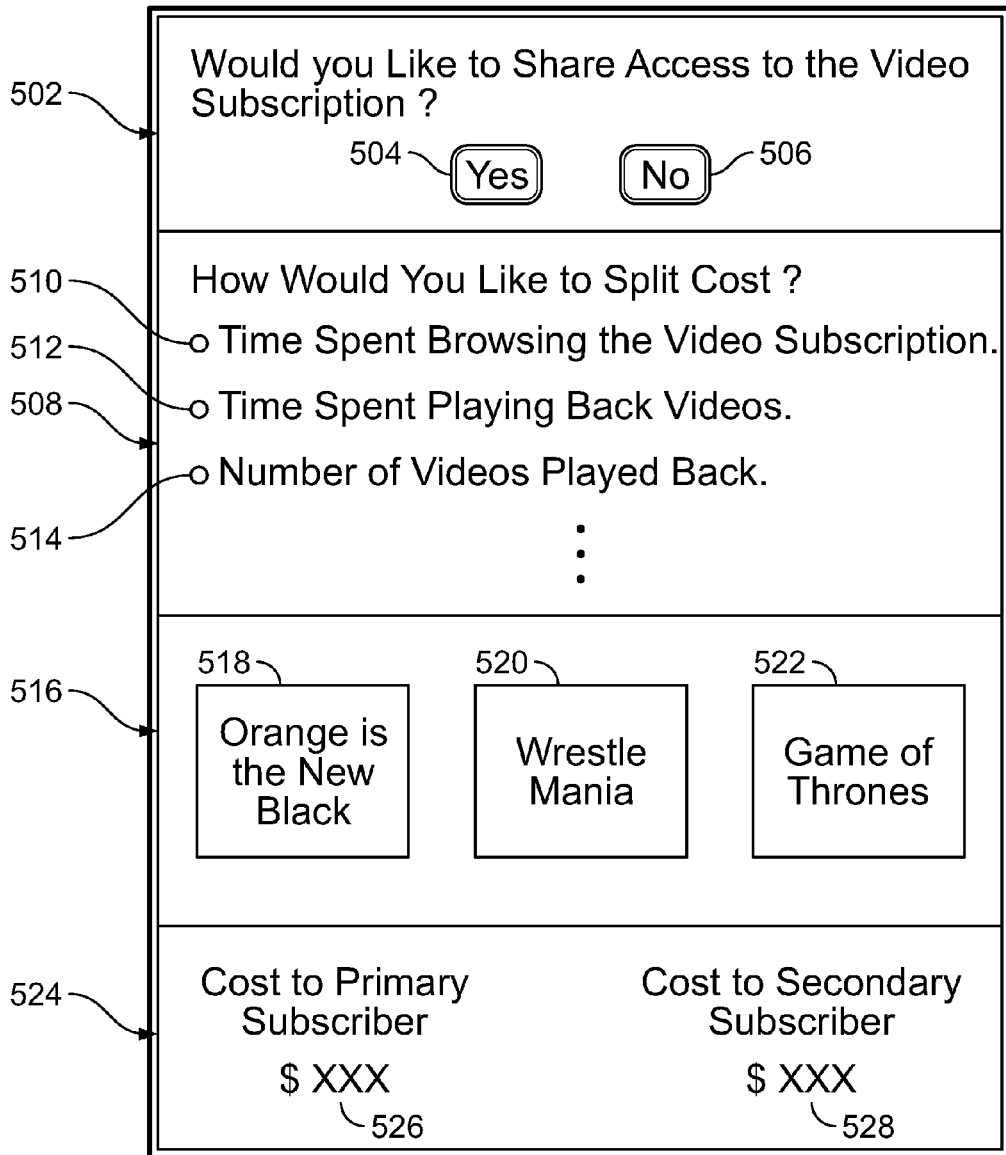 Would you Like to Share Access to the Video
Subscription ?
502
504
Yes
No
506
How Would You Like to Split Cost ?
510
Time Spent Browsing the Video Subscription.
512
Time Spent Playing Back Videos.
508
Number of Videos Played Back.
514
516
518
Orange is
the New
Black
520
Wrestle
Mania
522
Game of
Thrones
524
Cost to Primary
Subscriber
$ XXX
526
Cost to Secondary
Subscriber
$ XXX
528